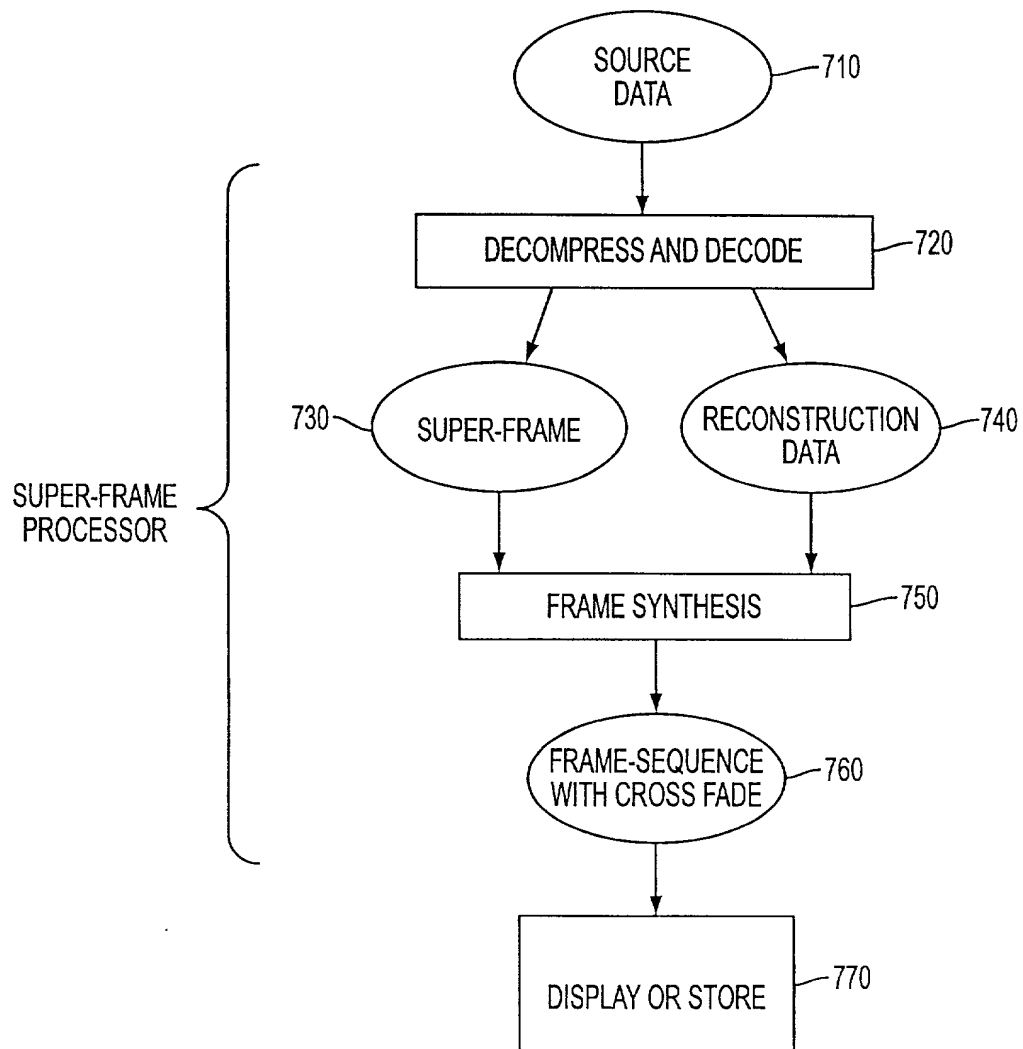 SOURCE
DATA
710
DECOMPRESS AND DECODE
720
730
SUPER-FRAME
RECONSTRUCTION
DATA
740
SUPER-FRAME
PROCESSOR
FRAME SYNTHESIS
750
FRAME-SEQUENCE
WITH CROSS FADE
760
DISPLAY OR STORE
770